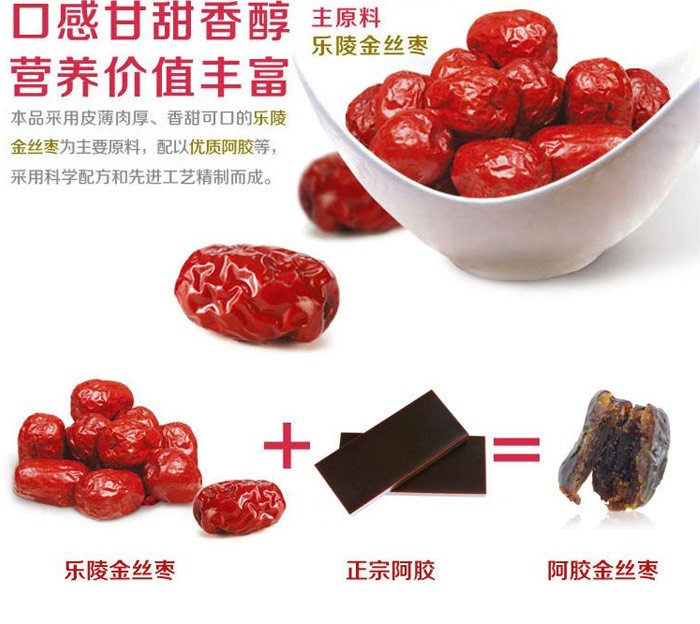 口感甘甜香醇
营养价值丰富
本品采用皮薄肉厚、香甜可口的乐陵
金丝枣为主要原料，配以优质阿胶等，
采用科学配方和先进工艺精制而成。
主原料
乐陵金丝枣
+ =
乐陵金丝枣 正宗阿胶 阿胶金丝枣